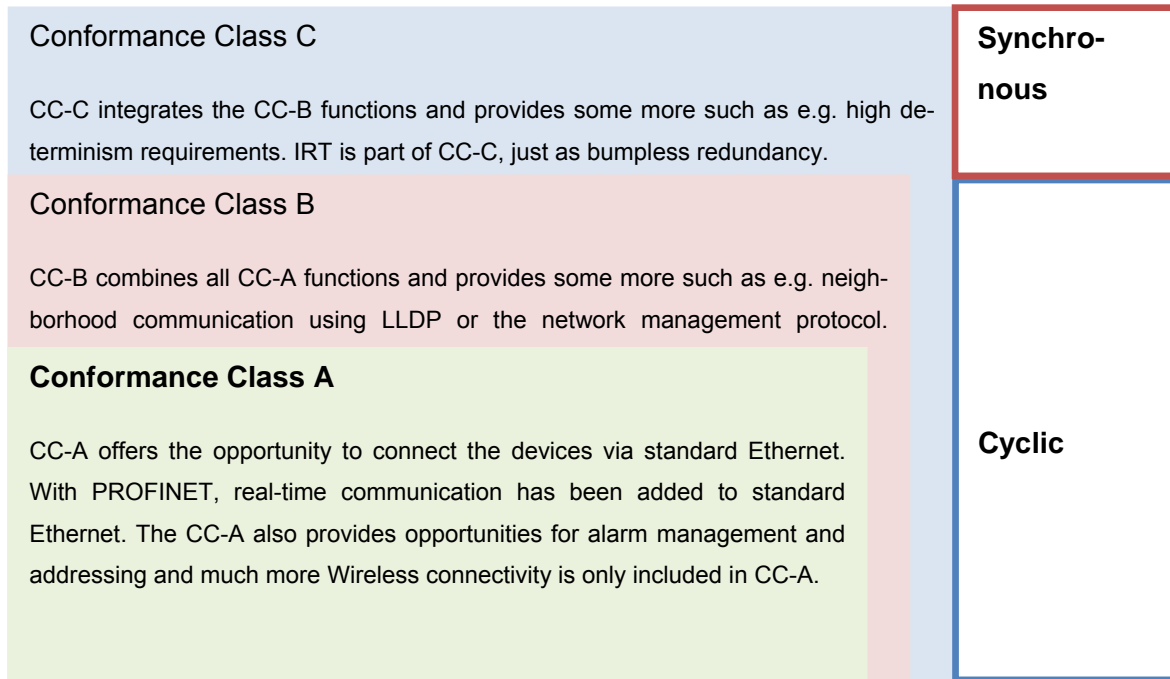 Conformance Class C
CC-C integrates the CC-B functions and provides some more such as e.g. high de-
terminism requirements. IRT is part of CC-C, just as bumpless redundancy.
Synchro-
nous
Conformance Class B
CC-B combines all CC-A functions and provides some more such as e.g. neigh-
borhood communication using LLDP or the network management protocol.
Conformance Class A
CC-A offers the opportunity to connect the devices via standard Ethernet.
With PROFINET, real-time communication has been added to standard
Ethernet. The CC-A also provides opportunities for alarm management and
addressing and much more Wireless connectivity is only included in CC-A.
Cyclic